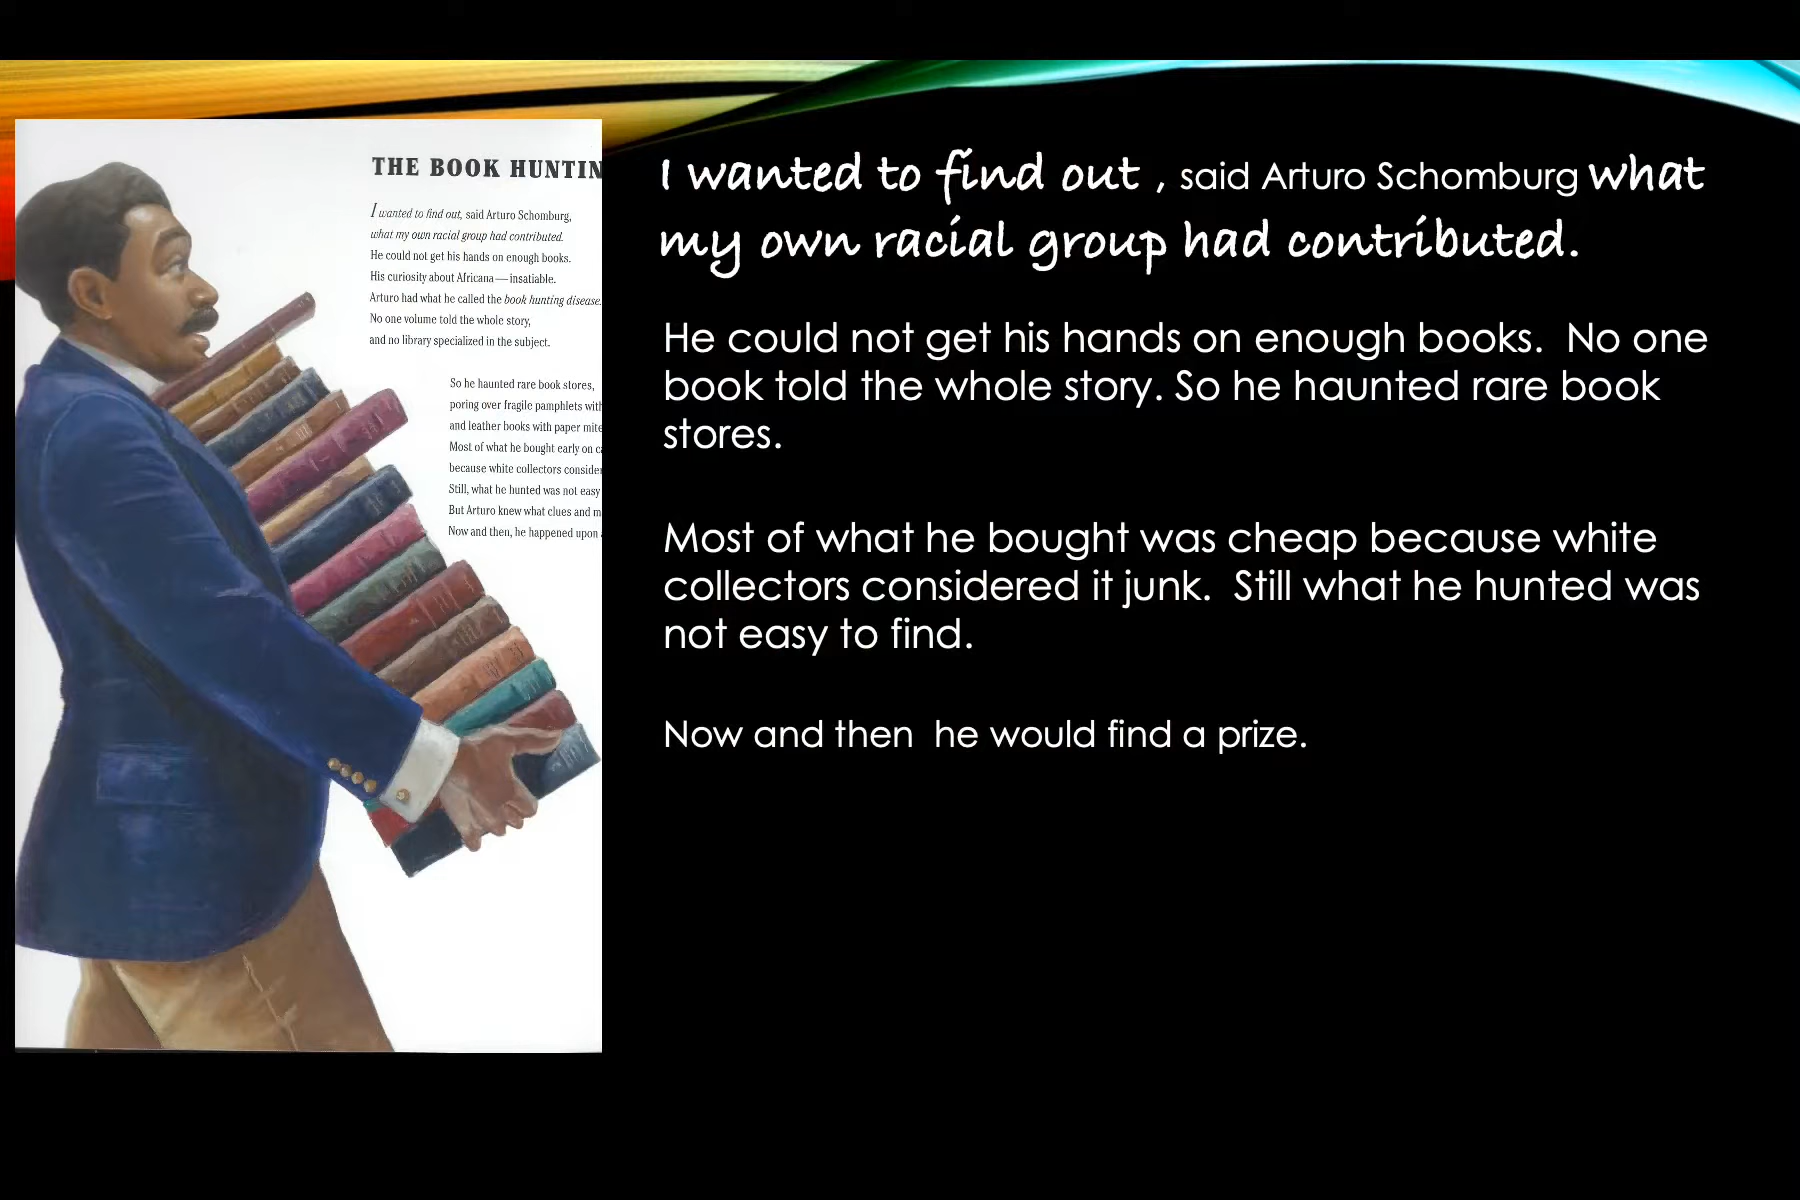 THE BOOK HUNTIN
I wanted to find out, said Arturo Schomburg,
what my own racial group had contributed.
He could not get his hands on enough books.
His curiosity about Africana—insatiable.
Arturo had what he called the book hunting disease.
No one volume told the whole story,
and no library specialized in the subject.
So he haunted rare book stores,
poring over fragile pamphlets with
and leather books with paper mite
Most of what he bought early on
because white collectors
Still, what he hunted was not easy
But Arturo knew what clues and
Now and then, he happened upon
I wanted to find out , said Arturo Schomburg what
my own racial group had contributed.
He could not get his hands on enough books. No one
book told the whole story. So he haunted rare book
stores.
Most of what he bought was cheap because white
collectors considered it junk. Still what he hunted was
not easy to find.
Now and then he would find a prize.